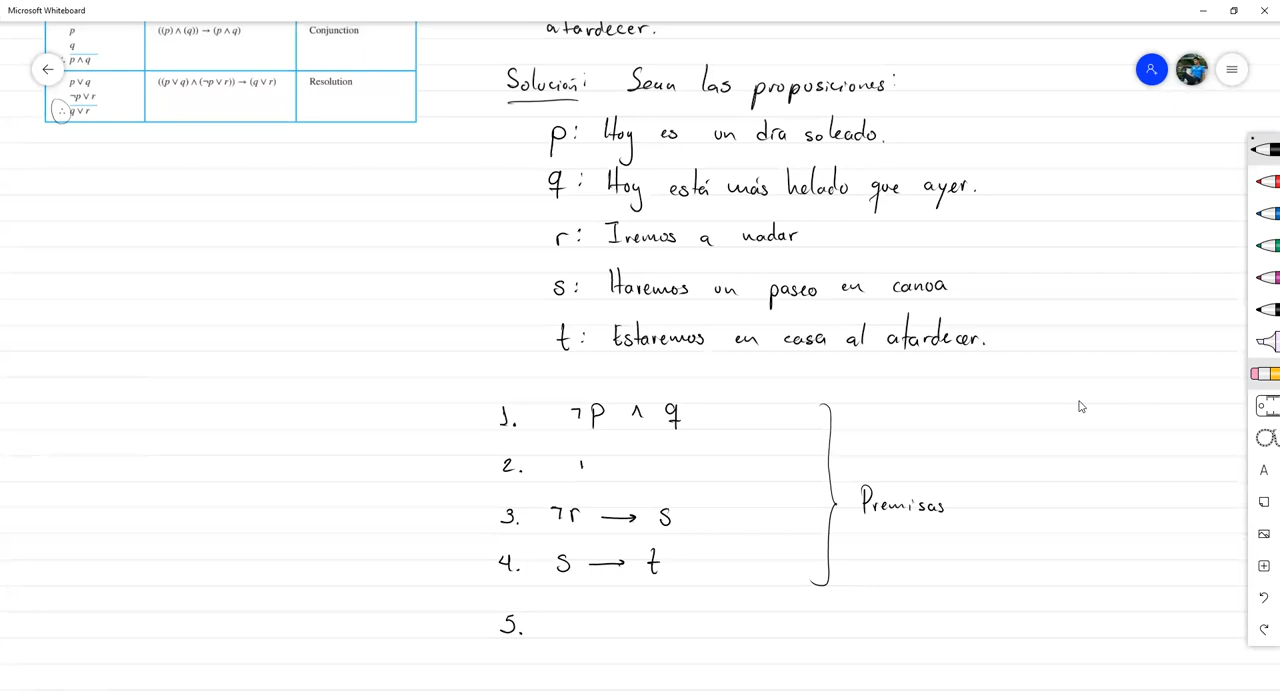 Microsoft Whiteboard
p
q
∴ p ∧ q
((p) ∧ (q)) → (p ∧ q)
Conjunction
p ∨ q
¬p ∨ r
∴ q ∨ r
((p ∨ q) ∧ (¬p ∨ r)) → (q ∨ r)
Resolution
atardecer.
Solución: Sean las proposiciones:
p: Hoy es un día soleado.
q: Hoy está más helado que ayer.
r: Iremos a nadar
s: Haremos un paseo en canoa
t: Estaremos en casa al atardecer.
1. ¬p ∧ q
2.
3. ¬r → s
4. s → t
Premisas
5.
A